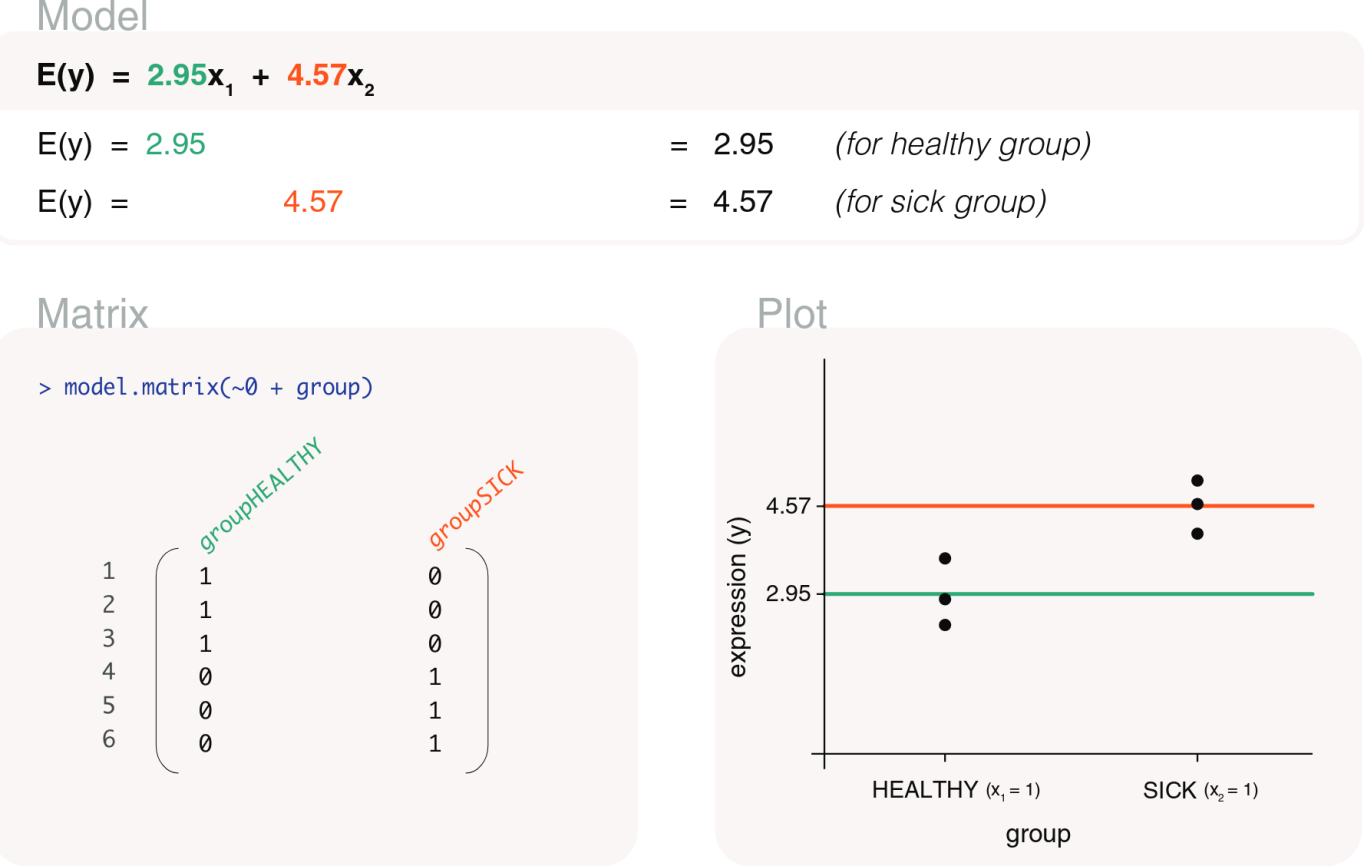 Model
E(y) = 2.95x₁ + 4.57x₂
E(y) = 2.95 = 2.95 (for healthy group)
E(y) = 4.57 = 4.57 (for sick group)
Matrix
> model.matrix(~0 + group)
groupHEALTHY groupSICK
1 1 0
2 1 0
3 1 0
4 0 1
5 0 1
6 0 1
Plot
expression (y)
4.57
2.95
HEALTHY (x₁ = 1) SICK (x₂ = 1)
group